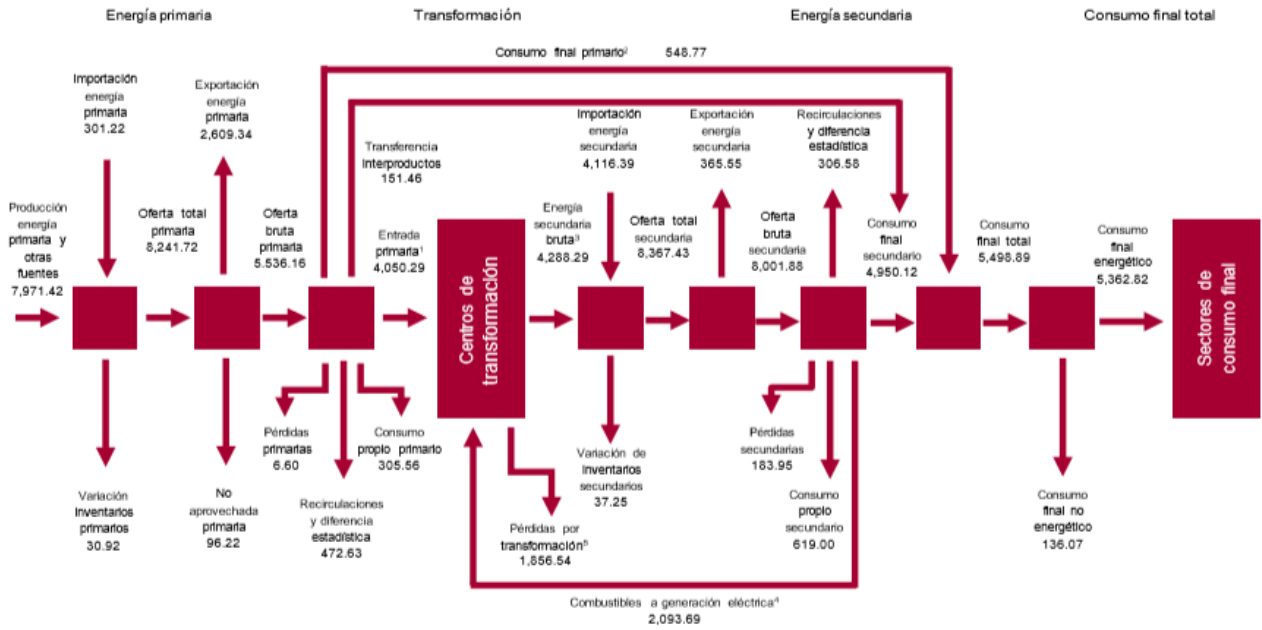 Energía primaria
Transformación
Energía secundaria
Consumo final total
Consumo final primario² 548.77
Importación
energía
primaria
301.22
Exportación
energía
primaria
2,609.34
Transferencia
Interproductos
151.46
Importación
energía
secundaria
4,116.39
Exportación
energía
secundaria
365.55
Recirculaciones
y diferencia
estadística
306.58
Producción
energía
primaria y
otras
fuentes
7,971.42
Oferta total
primaria
8,241.72
Oferta
bruta
primaria
5.536.16
Entrada
primaria¹
4,050.29
Centros de
transformación
Energía
secundaria
bruta³
4,288.29
Oferta total
secundaria
8,367.43
Oferta
bruta
secundaria
8,001.88
Consumo
final
secundario
4,950.12
Consumo
final total
5,498.89
Consumo
final
energético
5,362.82
Sectores de
consumo final
Variación
Inventarios
primarios
30.92
No
aprovechada
primaria
96.22
Pérdidas
primarias
6.60
Recirculaciones
y diferencia
estadística
472.63
Consumo
propio primario
305.56
Pérdidas por
transformación⁵
1,856.54
Variación de
Inventarios
secundarios
37.25
Pérdidas
secundarias
183.95
Consumo
propio
secundario
619.00
Consumo
final no
energético
136.07
Combustibles a generación eléctrica⁴
2,093.69